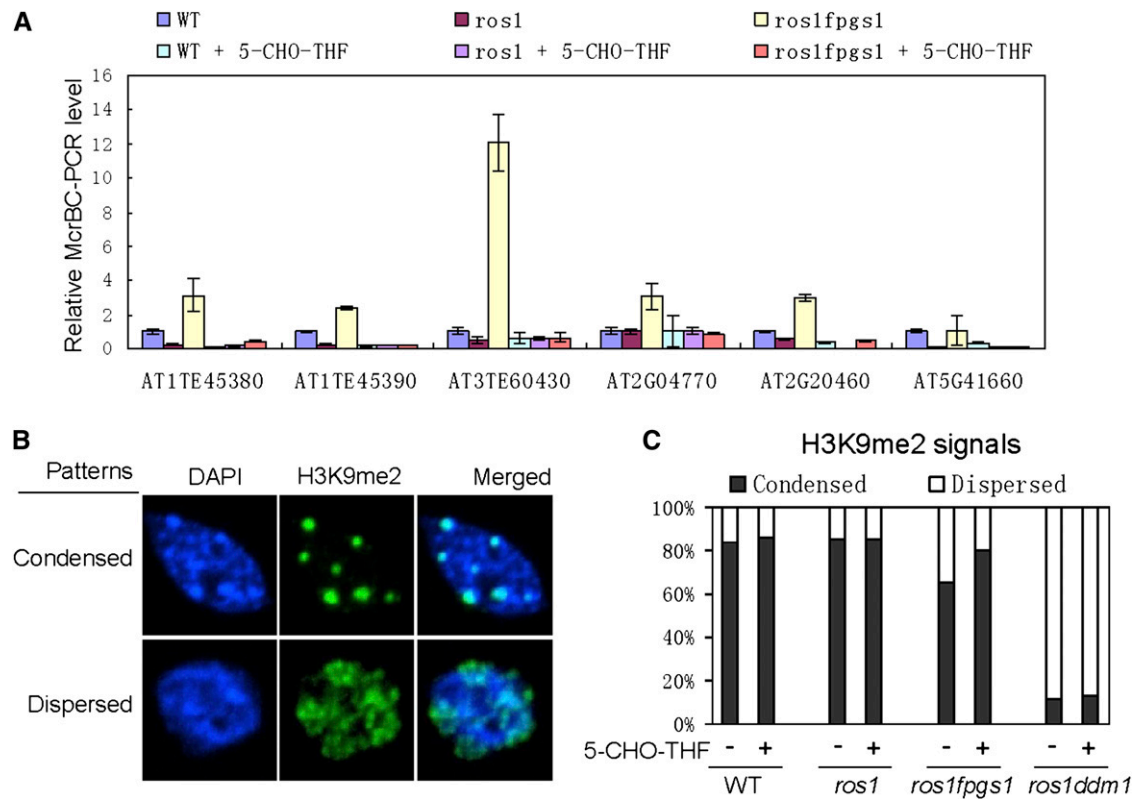 A
WT
ros1
ros1fpgs1
WT + 5-CHO-THF
ros1 + 5-CHO-THF
ros1fpgs1 + 5-CHO-THF
Relative McrBC-PCR level
16
14
12
10
8
6
4
2
0
AT1TE45380 AT1TE45390 AT3TE60430 AT2G04770 AT2G20460 AT5G41660
B
Patterns DAPI H3K9me2 Merged
Condensed
Dispersed
C
H3K9me2 signals
Condensed Dispersed
100%
80%
60%
40%
20%
0%
5-CHO-THF - + - + - + - +
WT ros1 ros1fpgs1 ros1ddm1